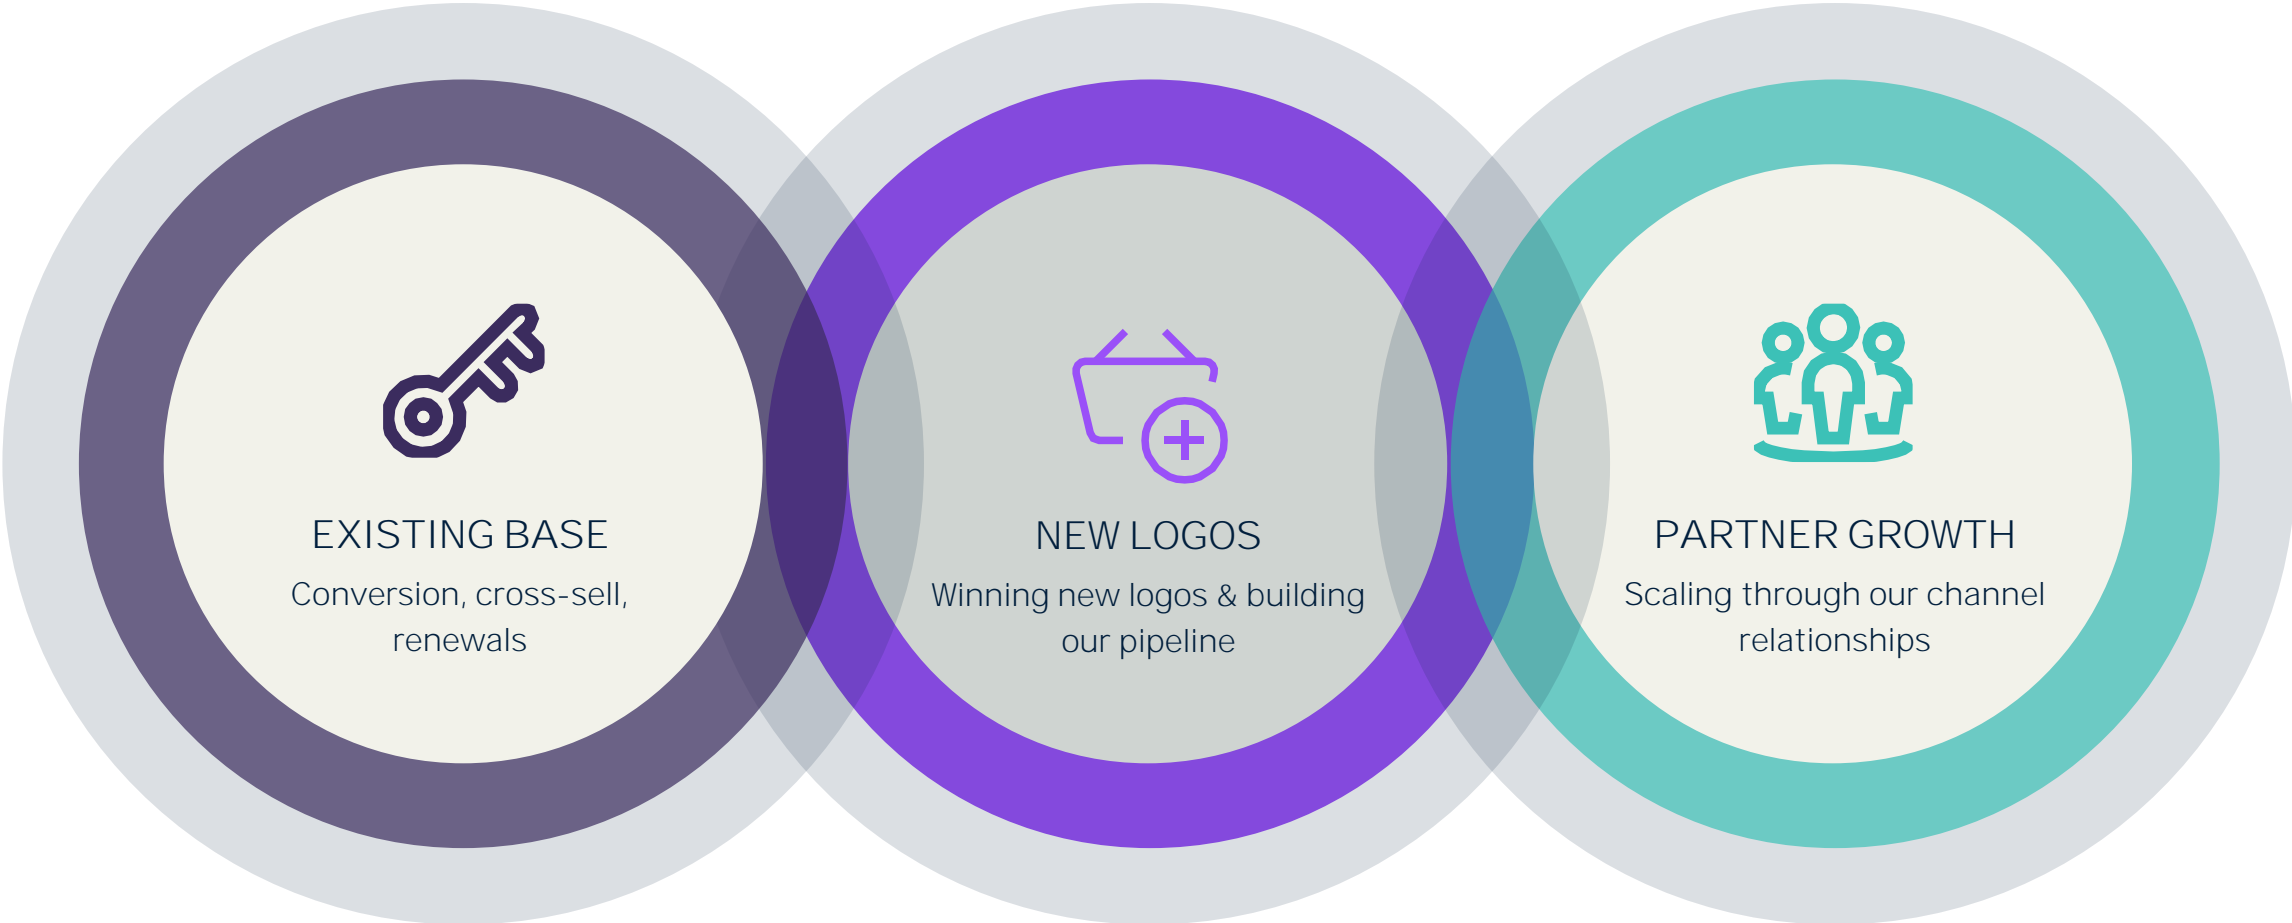 EXISTING BASE
Conversion, cross-sell,
renewals
NEW LOGOS
Winning new logos & building
our pipeline
PARTNER GROWTH
Scaling through our channel
relationships